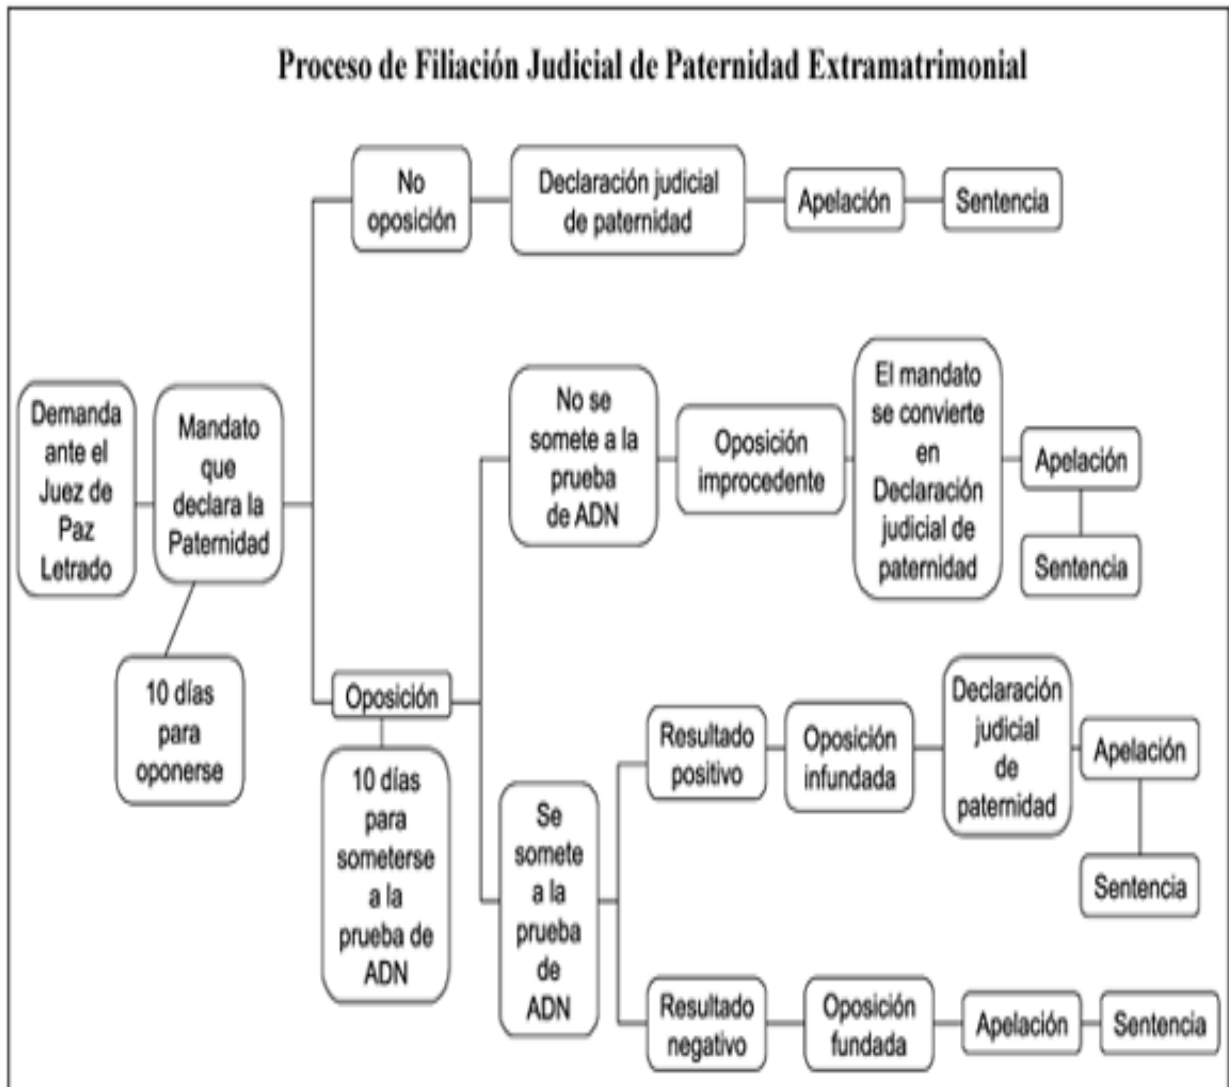 Proceso de Filiación Judicial de Paternidad Extramatrimonial
No
oposición
Declaración judicial
de paternidad
Apelación
Sentencia
Demanda
ante el
Juez de
Paz
Letrado
Mandato
que
declara la
Paternidad
10 días
para
oponerse
No se
somete a la
prueba
de ADN
Oposición
improcedente
El mandato
se convierte
en
Declaración
judicial de
paternidad
Apelación
Sentencia
Oposición
10 días
para
someterse
a la
prueba de
ADN
Se
somete
a la
prueba
de
ADN
Resultado
positivo
Oposición
infundada
Declaración
judicial
de
paternidad
Apelación
Sentencia
Resultado
negativo
Oposición
fundada
Apelación
Sentencia